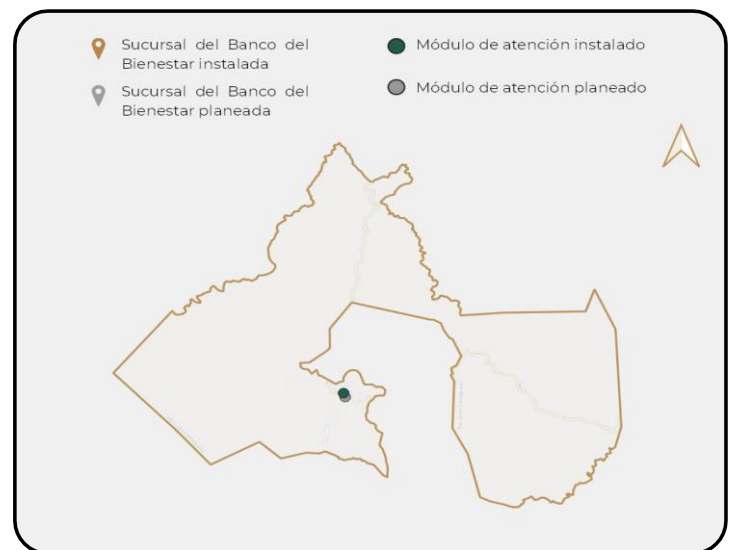 Sucursal del Banco del
Bienestar instalada
Sucursal del Banco del
Bienestar planeada
Módulo de atención instalado
Módulo de atención planeado